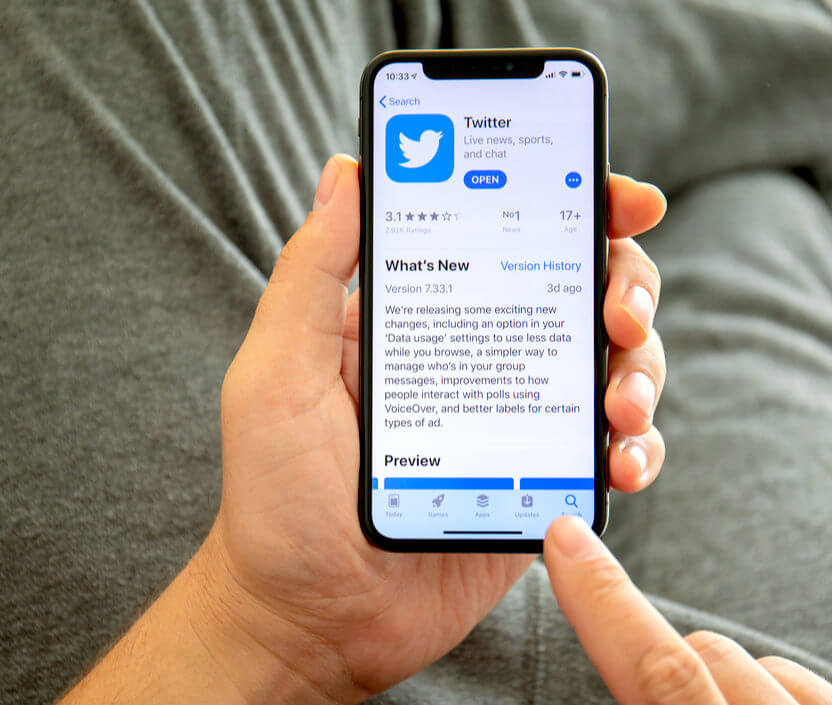 10:33
Search
Twitter
Live news, sports,
and chat
OPEN
3.1 No1 17+
2.92K Ratings News Age
What's New Version History
Version 7.33.1 3d ago
We're releasing some exciting new
changes, including an option in your
'Data usage' settings to use less data
while you browse, a simpler way to
manage who's in your group
messages, improvements to how
people interact with polls using
VoiceOver, and better labels for certain
types of ad.
Preview
Today Games Apps Updates